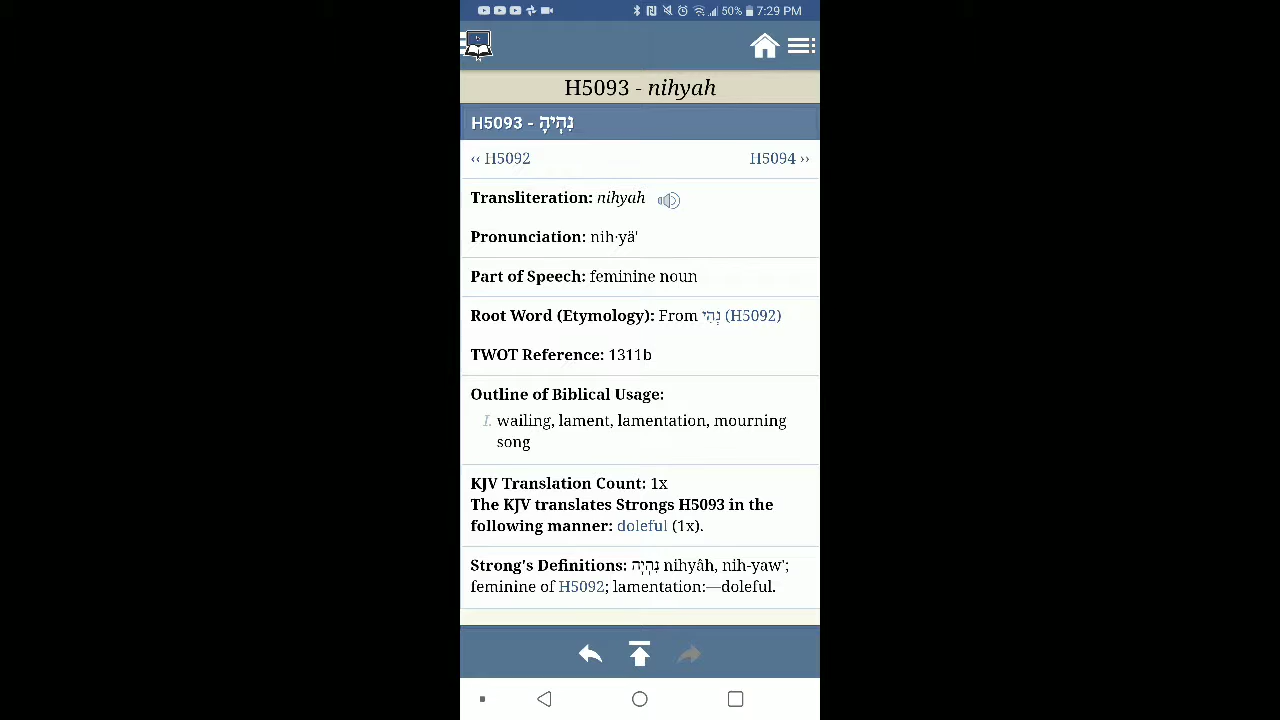 50% 7:29 PM
H5093 - nihyah
H5093 - נִהְיָה
‹‹ H5092 H5094 ››
Transliteration: nihyah
Pronunciation: nih·yä'
Part of Speech: feminine noun
Root Word (Etymology): From נְהִי (H5092)
TWOT Reference: 1311b
Outline of Biblical Usage:
I. wailing, lament, lamentation, mourning
song
KJV Translation Count: 1x
The KJV translates Strongs H5093 in the
following manner: doleful (1x).
Strong's Definitions: נִהְיָה nihyâh, nih-yaw';
feminine of H5092; lamentation:—doleful.